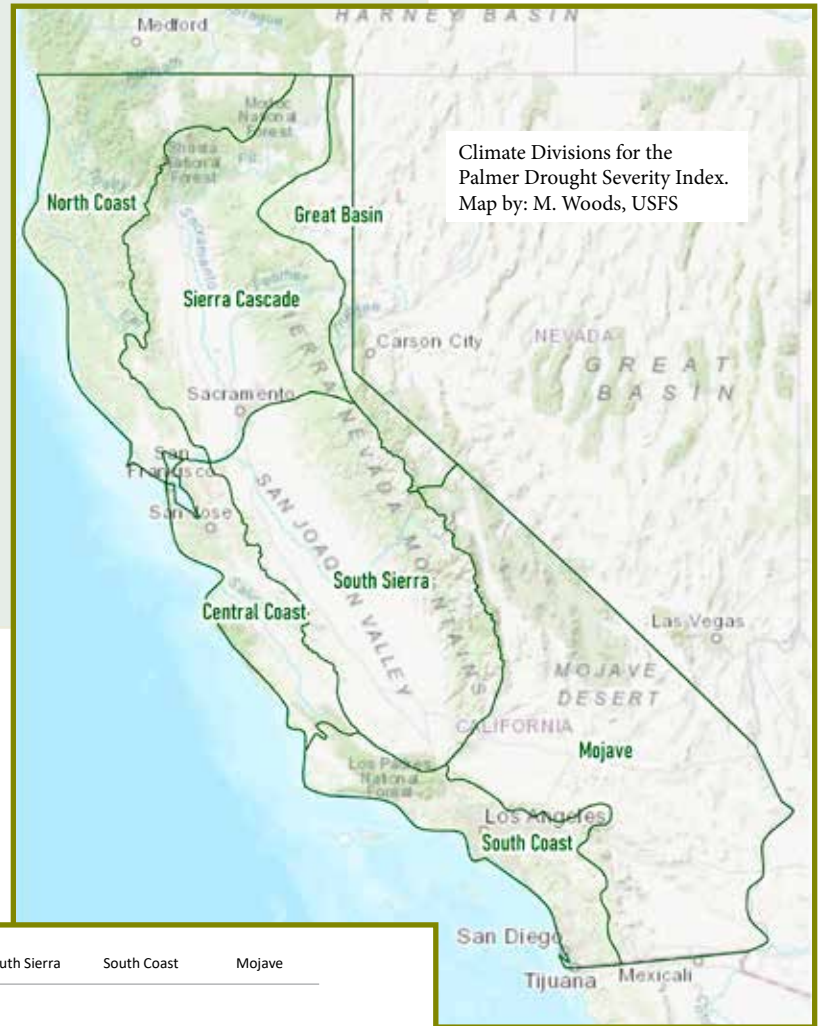 HARNEY BASIN
Medford
Modoc
National
Forest
Shasta
National
Forest
Pit
Climate Divisions for the
Palmer Drought Severity Index.
Map by: M. Woods, USFS
North Coast
Great Basin
Sacramento
Feather
Sierra Cascade
SIERRA NEVADA MOUNTAINS
Carson City
NEVADA
GREAT
BASIN
Sacramento
San
Francisco
San Jose
SAN JOAQUIN VALLEY
South Sierra
Central Coast
Las Vegas
MOJAVE
DESERT
CALIFORNIA
Mojave
Los Padres
National
Forest
Los Angeles
South Coast
San Diego
Tijuana
Mexicali
uth Sierra South Coast Mojave